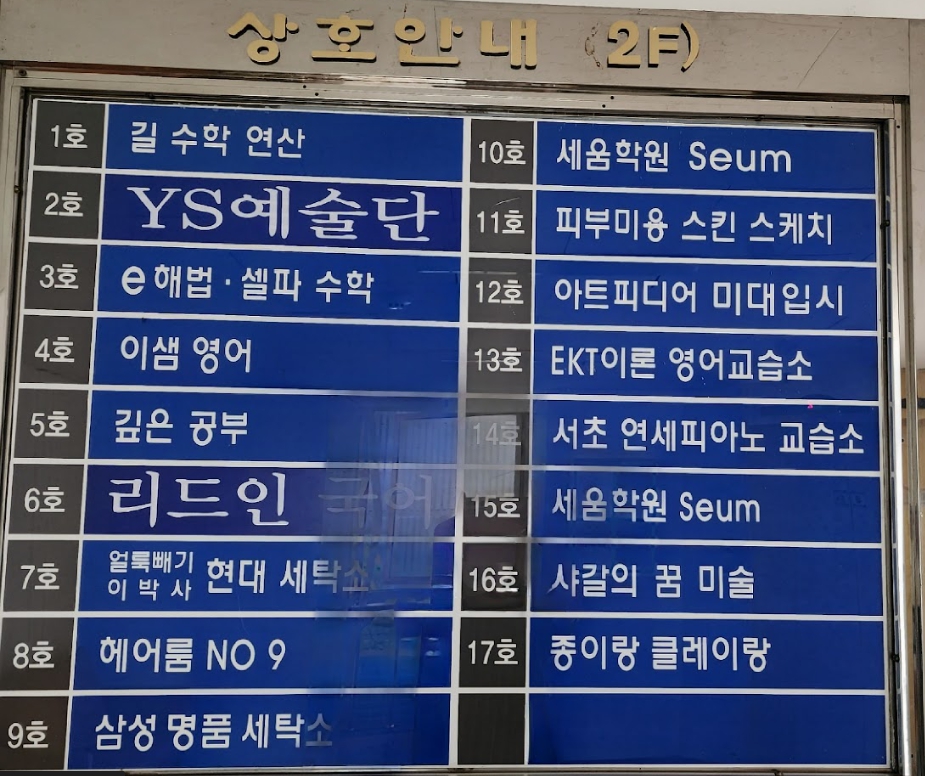 상호안내 (2F)
1호 길 수학 연산
2호 YS예술단
3호 e해법·셀파 수학
4호 이샘 영어
5호 깊은 공부
6호 리드인 국어
7호 얼룩빼기 이박사 현대 세탁소
8호 헤어룸 NO 9
9호 삼성 명품 세탁소
10호 세움학원 Seum
11호 피부미용 스킨 스케치
12호 아트피디어 미대입시
13호 EKT이론 영어교습소
14호 서초 연세피아노 교습소
15호 세움학원 Seum
16호 샤갈의 꿈 미술
17호 종이랑 클레이랑